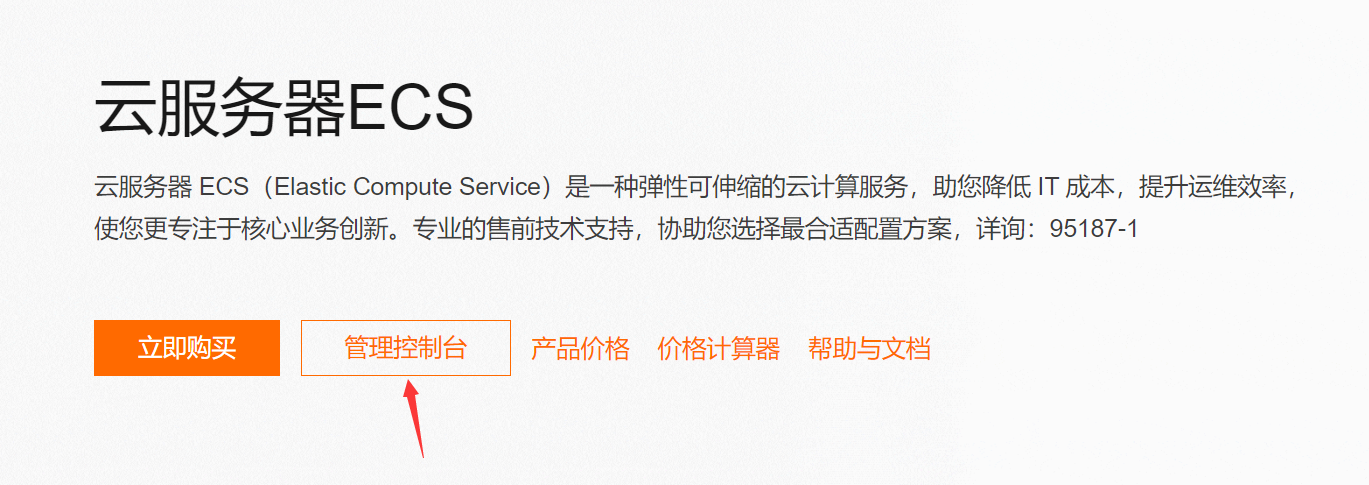 云服务器ECS
云服务器 ECS（Elastic Compute Service）是一种弹性可伸缩的云计算服务，助您降低 IT 成本，提升运维效率，
使您更专注于核心业务创新。专业的售前技术支持，协助您选择最合适配置方案，详询：95187-1
立即购买 管理控制台 产品价格 价格计算器 帮助与文档